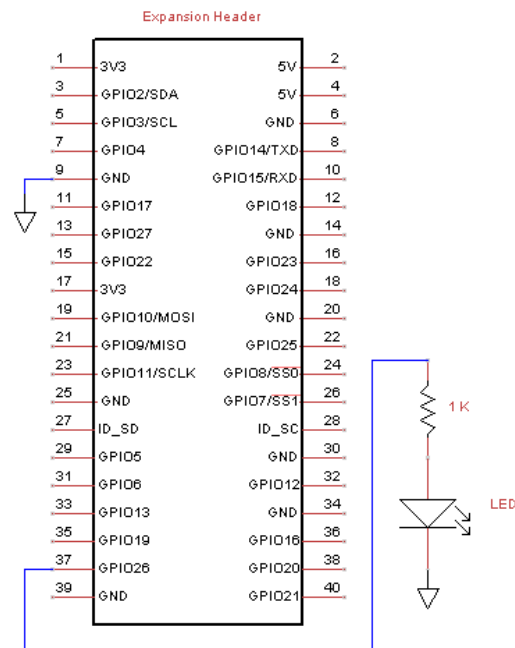 Expansion Header
1 3V3 5V 2
3 GPIO2/SDA 5V 4
5 GPIO3/SCL GND 6
7 GPIO4 GPIO14/TXD 8
9 GND GPIO15/RXD 10
11 GPIO17 GPIO18 12
13 GPIO27 GND 14
15 GPIO22 GPIO23 16
17 3V3 GPIO24 18
19 GPIO10/MOSI GND 20
21 GPIO9/MISO GPIO25 22
23 GPIO11/SCLK GPIO8/SS0 24
25 GND GPIO7/SS1 26
27 ID_SD ID_SC 28
29 GPIO5 GND 30
31 GPIO6 GPIO12 32
33 GPIO13 GND 34
35 GPIO19 GPIO16 36
37 GPIO26 GPIO20 38
39 GND GPIO21 40
1K
LED